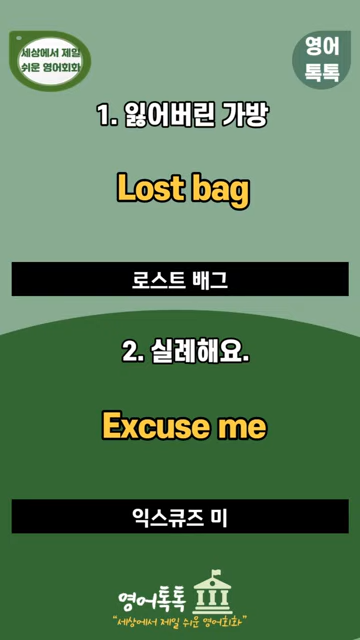 세상에서 제일
쉬운 영어회화
영어
톡톡
1. 잃어버린 가방
Lost bag
로스트 배그
2. 실례해요.
Excuse me
익스큐즈 미
영어톡톡
"세상에서 제일 쉬운 영어회화"